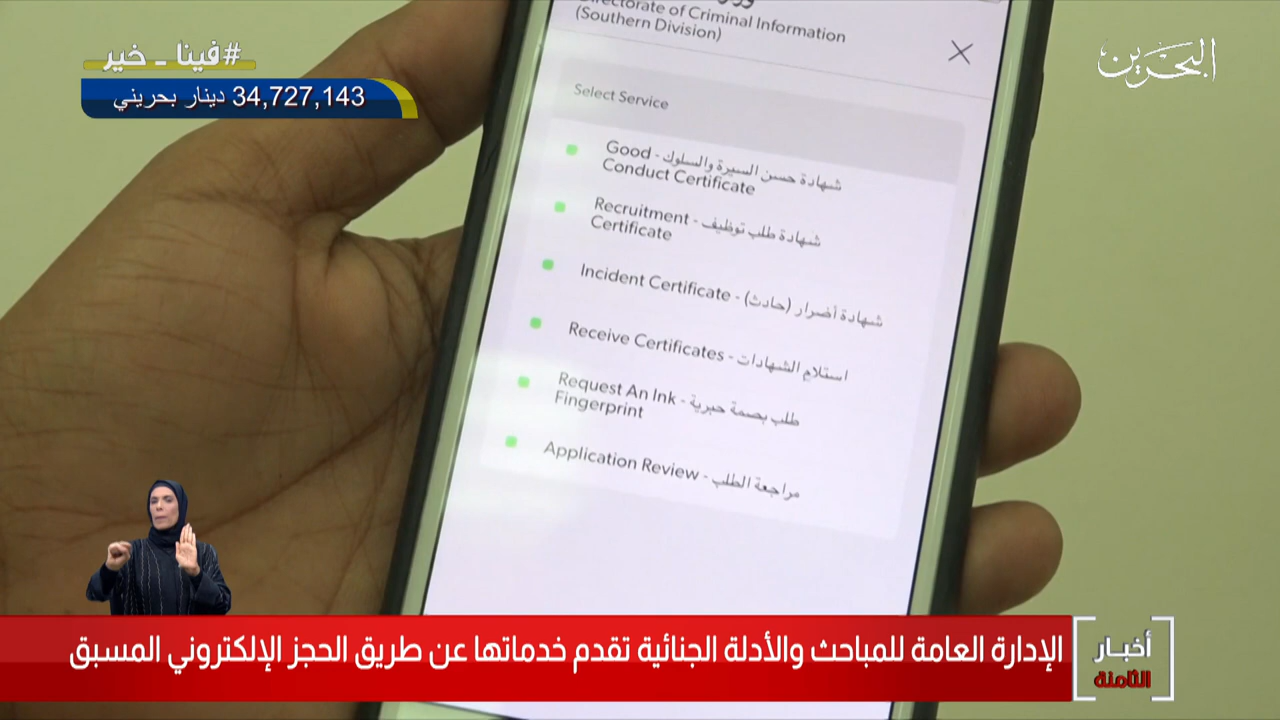 #فينا - خير
34,727,143 دينار بحريني
البحرين
Directorate of Criminal Information
(Southern Division)
Select Service
Good - شهادة حسن السيرة والسلوك
Conduct Certificate
Recruitment - شهادة طلب توظيف
Certificate
Incident Certificate - شهادة أضرار (حادث)
Receive Certificates - استلام الشهادات
Request An Ink - طلب بصمة حبرية
Fingerprint
Application Review - مراجعة الطلب
الإدارة العامة للمباحث والأدلة الجنائية تقدم خدماتها عن طريق الحجز الإلكتروني المسبق
أخبار
الثامنة